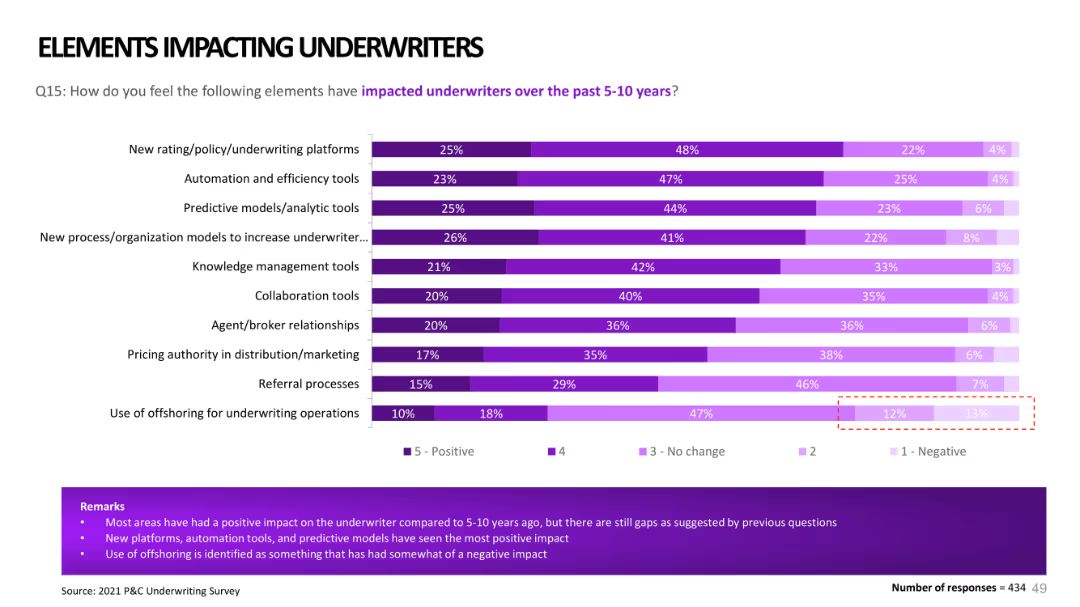 ELEMENTS IMPACTING UNDERWRITERS
Q15: How do you feel the following elements have impacted underwriters over the past 5-10 years?
New rating/policy/underwriting platforms 25% 48% 22% 4%
Automation and efficiency tools 23% 47% 25% 4%
Predictive models/analytic tools 25% 44% 23% 6%
New process/organization models to increase underwriter... 26% 41% 22% 8%
Knowledge management tools 21% 42% 33% 3%
Collaboration tools 20% 40% 35% 4%
Agent/broker relationships 20% 36% 36% 6%
Pricing authority in distribution/marketing 17% 35% 38% 6%
Referral processes 15% 29% 46% 7%
Use of offshoring for underwriting operations 10% 18% 47% 12% 13%
5 - Positive 4 3 - No change 2 1 - Negative
Remarks
• Most areas have had a positive impact on the underwriter compared to 5-10 years ago, but there are still gaps as suggested by previous questions
• New platforms, automation tools, and predictive models have seen the most positive impact
• Use of offshoring is identified as something that has had somewhat of a negative impact
Source: 2021 P&C Underwriting Survey
Number of responses = 434 49